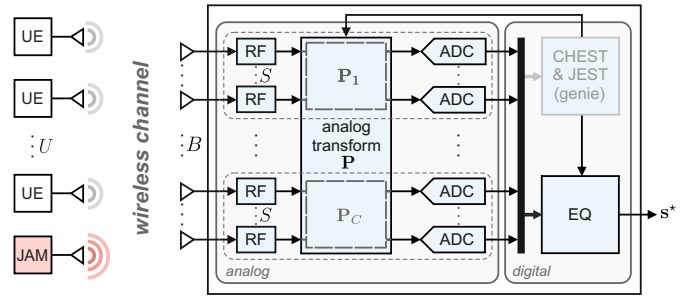 UE
UE
⋮ U
UE
JAM
wireless channel
B
RF
S
RF
RF
S
RF
P₁
analog
transform
P
P_C
ADC
ADC
ADC
ADC
CHEST
& JEST
(genie)
EQ
s⋆
analog
digital